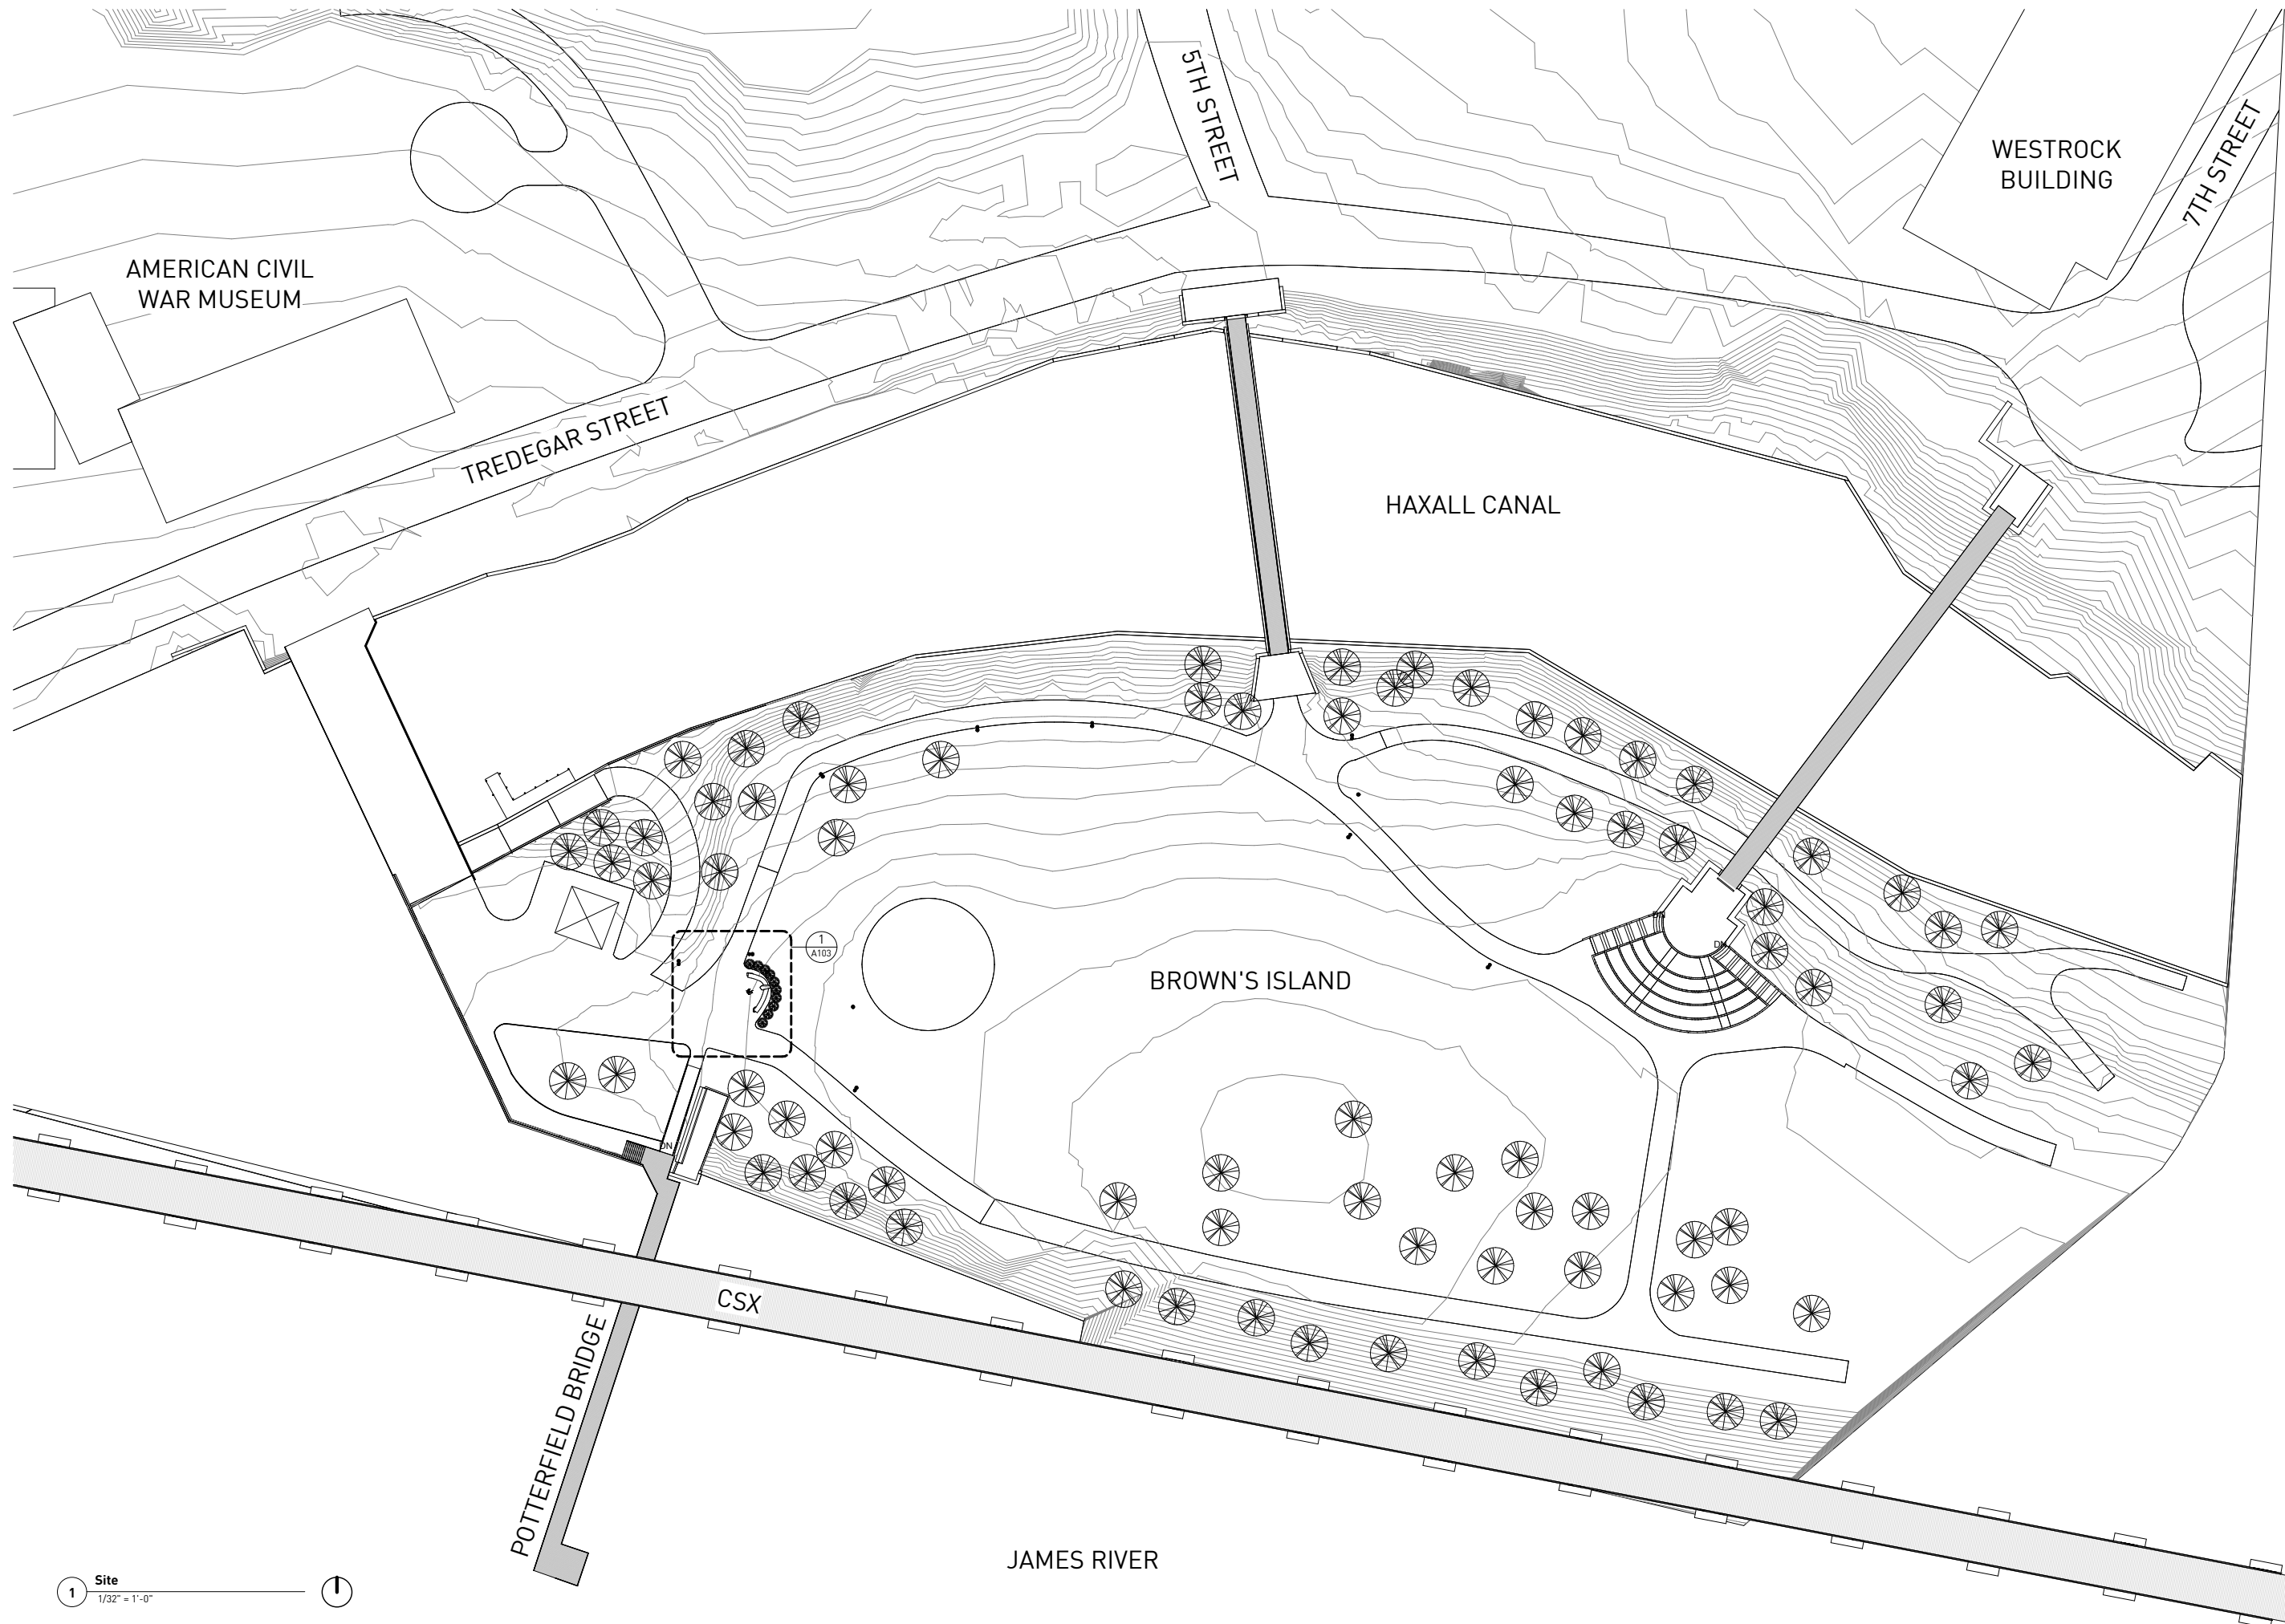 5TH STREET
WESTROCK
BUILDING
7TH STREET
AMERICAN CIVIL
WAR MUSEUM
TREDEGAR STREET
HAXALL CANAL
DN
1
A103
DN
BROWN'S ISLAND
DN
CSX
POTTERFIELD BRIDGE
JAMES RIVER
1
Site
1/32" = 1'-0"